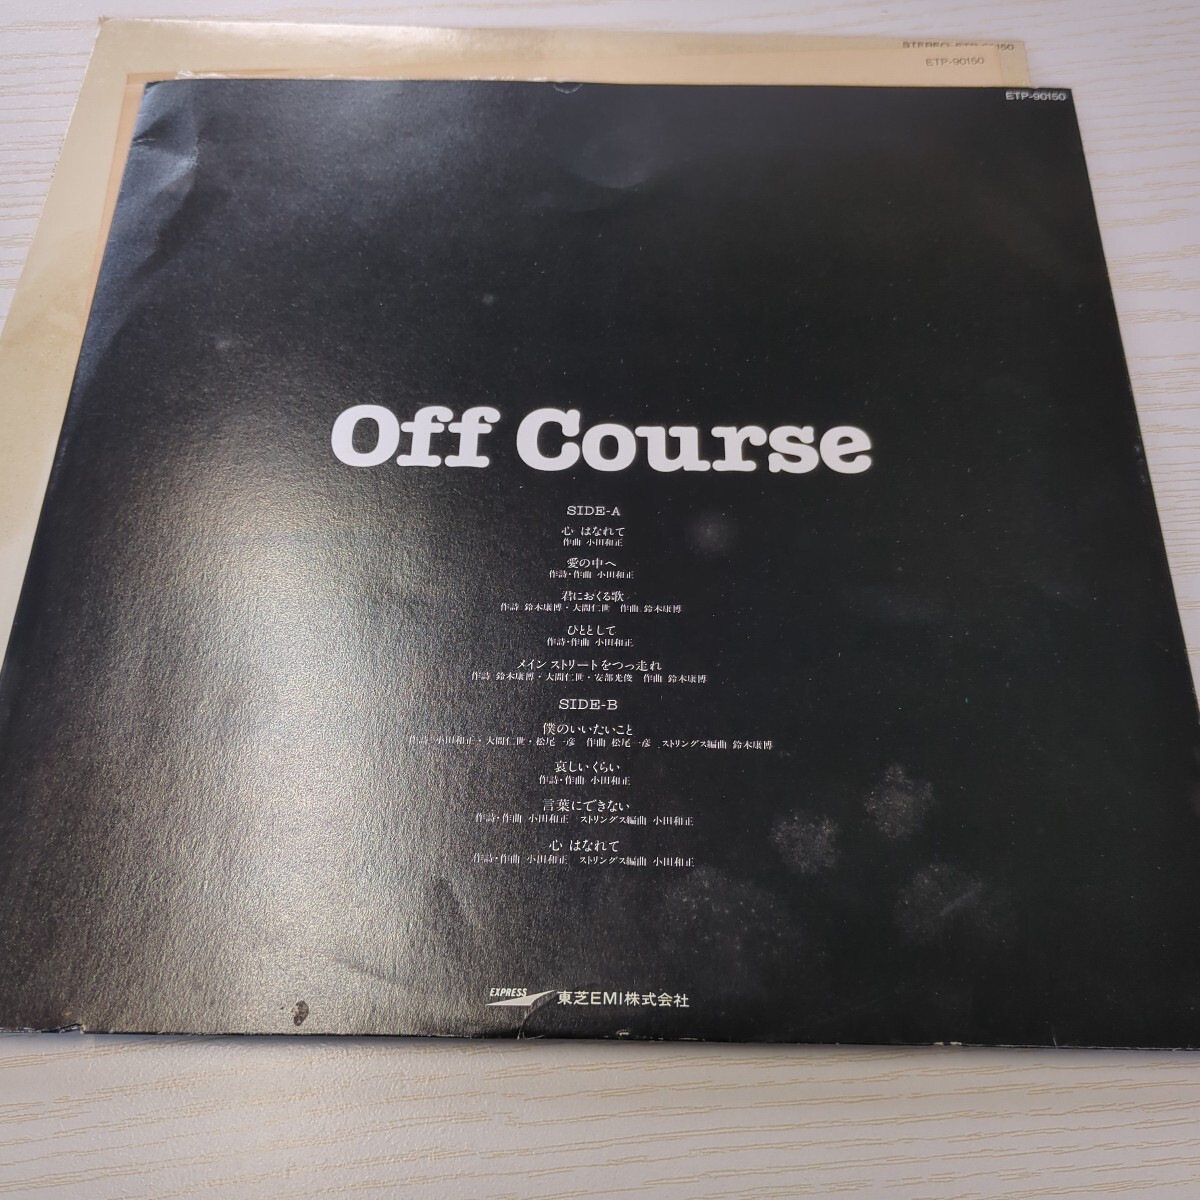 STEREO ETP-90150
ETP-90150
ETP-90150
Off Course
SIDE-A
心 はなれて
作曲 小田和正
愛の中へ
作詩・作曲 小田和正
君におくる歌
作詩 鈴木康博・大間仁世 作曲 鈴木康博
ひととして
作詩・作曲 小田和正
メインストリートをつっ走れ
作詩 鈴木康博・大間仁世・安部光俊 作曲 鈴木康博
SIDE-B
僕のいいたいこと
作詩 小田和正・大間仁世・松尾一彦 作曲 松尾一彦 ストリングス編曲 鈴木康博
哀しいくらい
作詩・作曲 小田和正
言葉にできない
作詩・作曲 小田和正 ストリングス編曲 小田和正
心 はなれて
作詩・作曲 小田和正 ストリングス編曲 小田和正
EXPRESS 東芝EMI株式会社